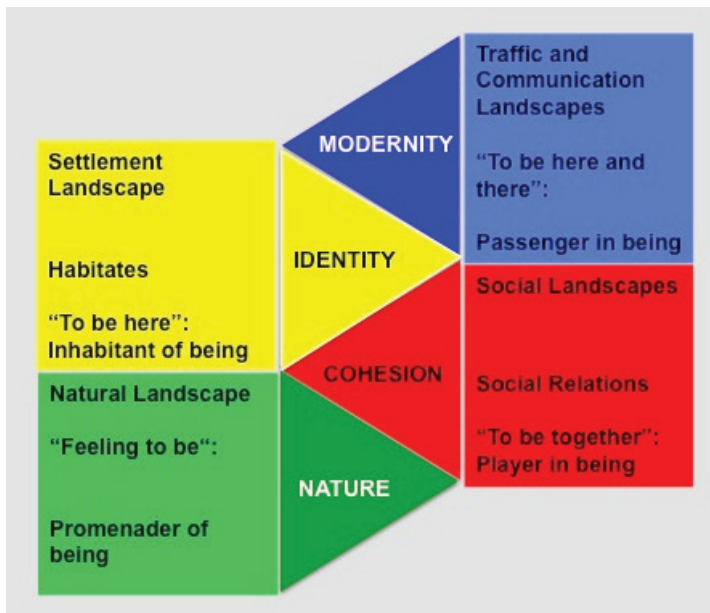 Traffic and
Communication
Landscapes
“To be here and
there”:
Passenger in being
MODERNITY
Settlement
Landscape
Habitates
“To be here”:
Inhabitant of being
IDENTITY
Social Landscapes
Social Relations
“To be together”:
Player in being
COHESION
Natural Landscape
“Feeling to be“:
Promenader of
being
NATURE